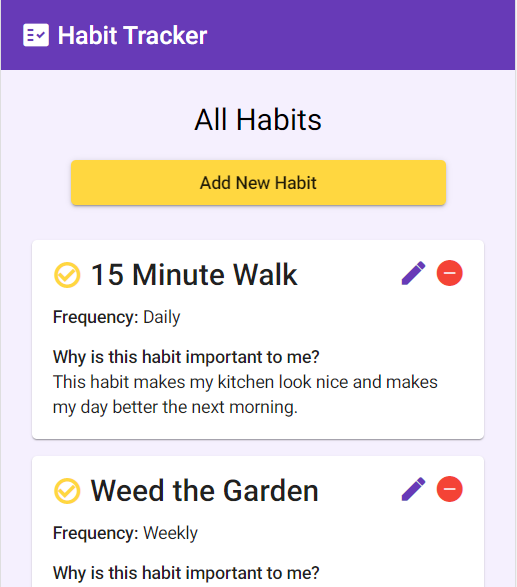 Habit Tracker
All Habits
Add New Habit
15 Minute Walk
Frequency: Daily
Why is this habit important to me?
This habit makes my kitchen look nice and makes
my day better the next morning.
Weed the Garden
Frequency: Weekly
Why is this habit important to me?